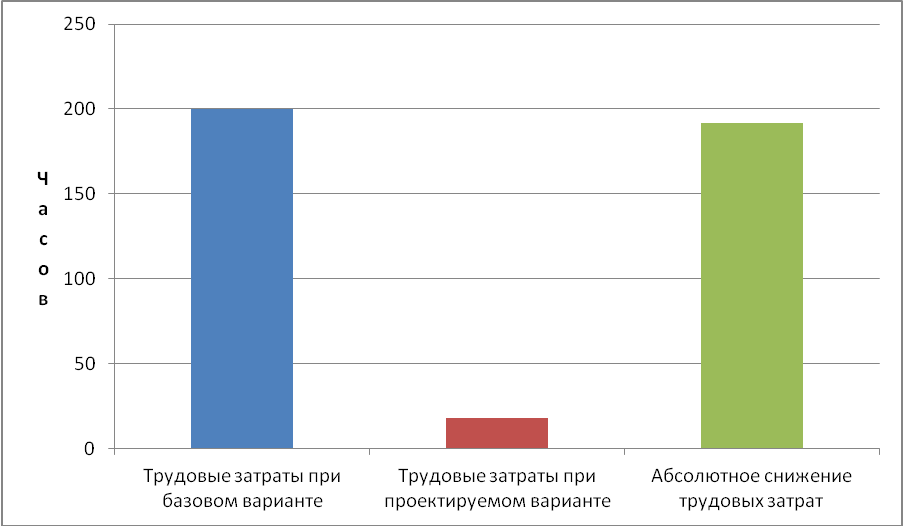 250
200
150
100
50
0
Часов
Трудовые затраты при
базовом варианте
Трудовые затраты при
проектируемом варианте
Абсолютное снижение
трудовых затрат